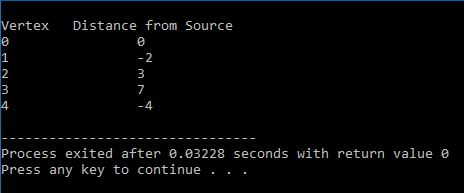 Vertex   Distance from Source
0                0
1                -2
2                3
3                7
4                -4
--------------------------------
Process exited after 0.03228 seconds with return value 0
Press any key to continue . . .